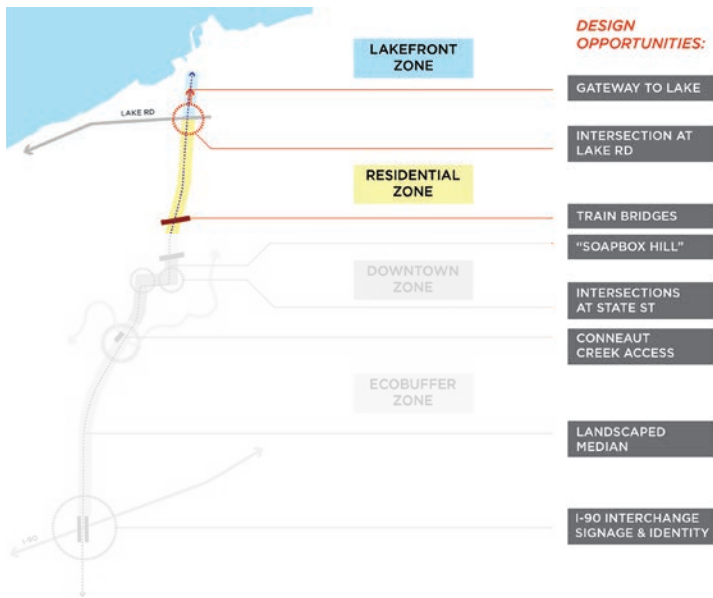 DESIGN
OPPORTUNITIES:
LAKEFRONT
ZONE
GATEWAY TO LAKE
LAKE RD
INTERSECTION AT
LAKE RD
RESIDENTIAL
ZONE
TRAIN BRIDGES
“SOAPBOX HILL”
DOWNTOWN
ZONE
INTERSECTIONS
AT STATE ST
CONNEAUT
CREEK ACCESS
ECOBUFFER
ZONE
LANDSCAPED
MEDIAN
I-90 INTERCHANGE
SIGNAGE & IDENTITY
I-90